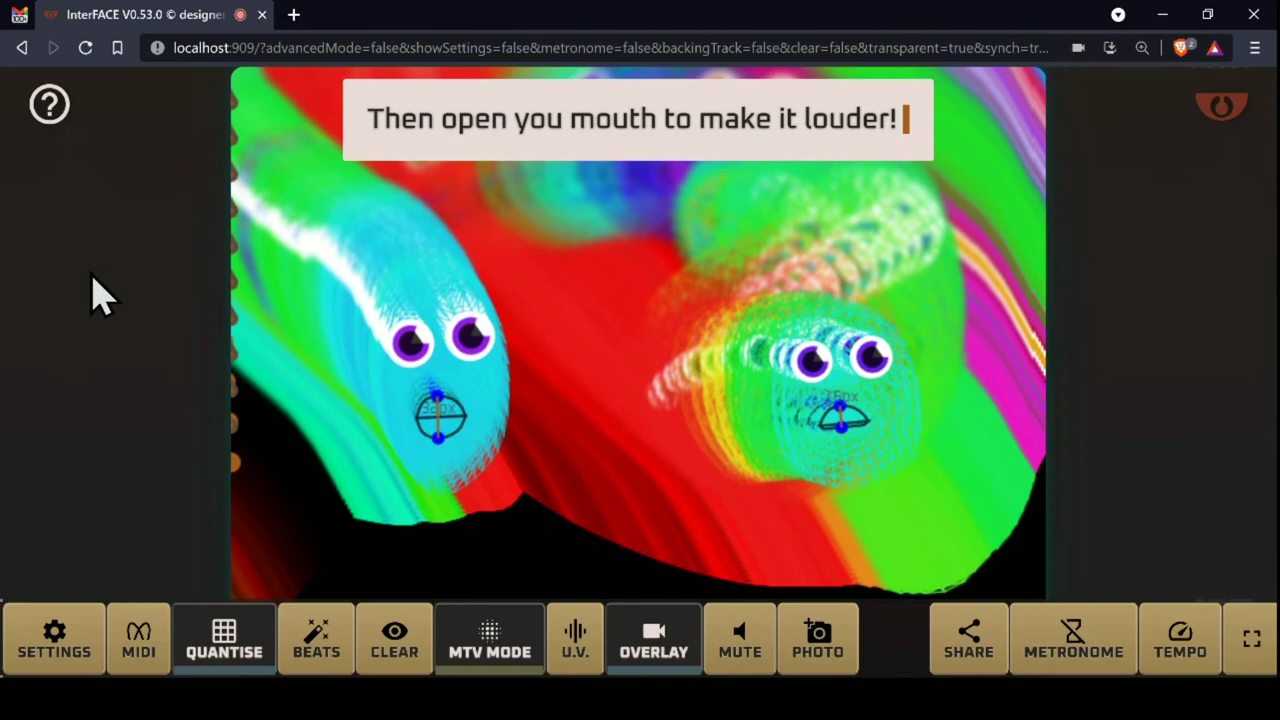 InterFACE V0.53.0 © designer
localhost:909/?advancedMode=false&showSettings=false&metronome=false&backingTrack=false&clear=false&transparent=true&synch=tr...
2
Then open you mouth to make it louder!
SETTINGS
MIDI
QUANTISE
BEATS
CLEAR
MTV MODE
U.V.
OVERLAY
MUTE
PHOTO
SHARE
METRONOME
TEMPO